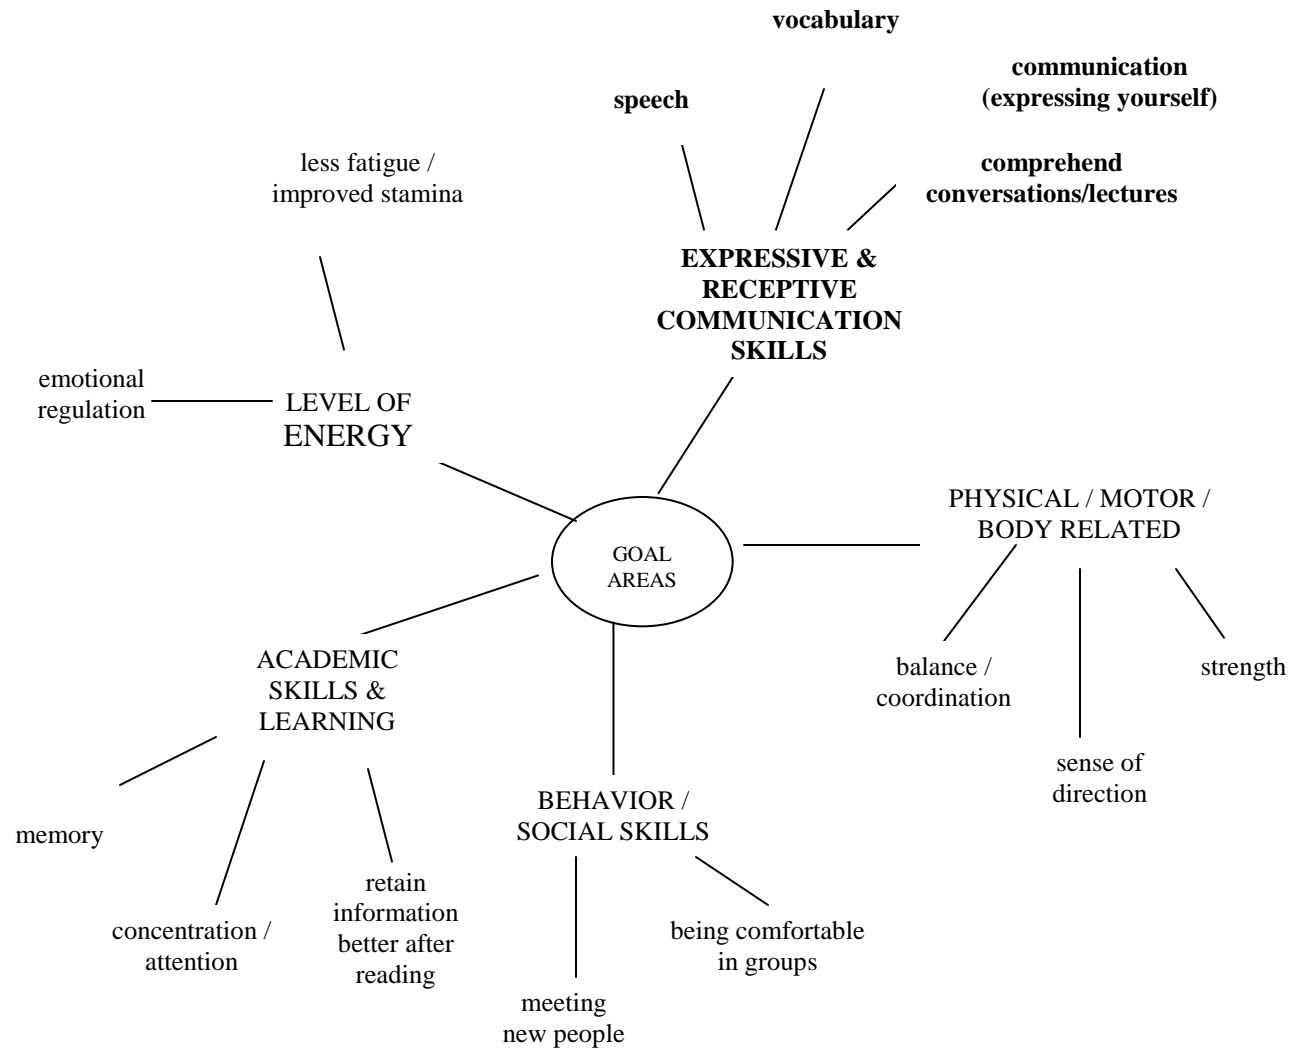 vocabulary
communication
(expressing yourself)
speech
comprehend
conversations/lectures
less fatigue /
improved stamina
EXPRESSIVE &
RECEPTIVE
COMMUNICATION
SKILLS
emotional
regulation
LEVEL OF
ENERGY
PHYSICAL / MOTOR /
BODY RELATED
GOAL
AREAS
balance /
coordination
strength
sense of
direction
ACADEMIC
SKILLS &
LEARNING
memory
concentration /
attention
retain
information
better after
reading
BEHAVIOR /
SOCIAL SKILLS
being comfortable
in groups
meeting
new people